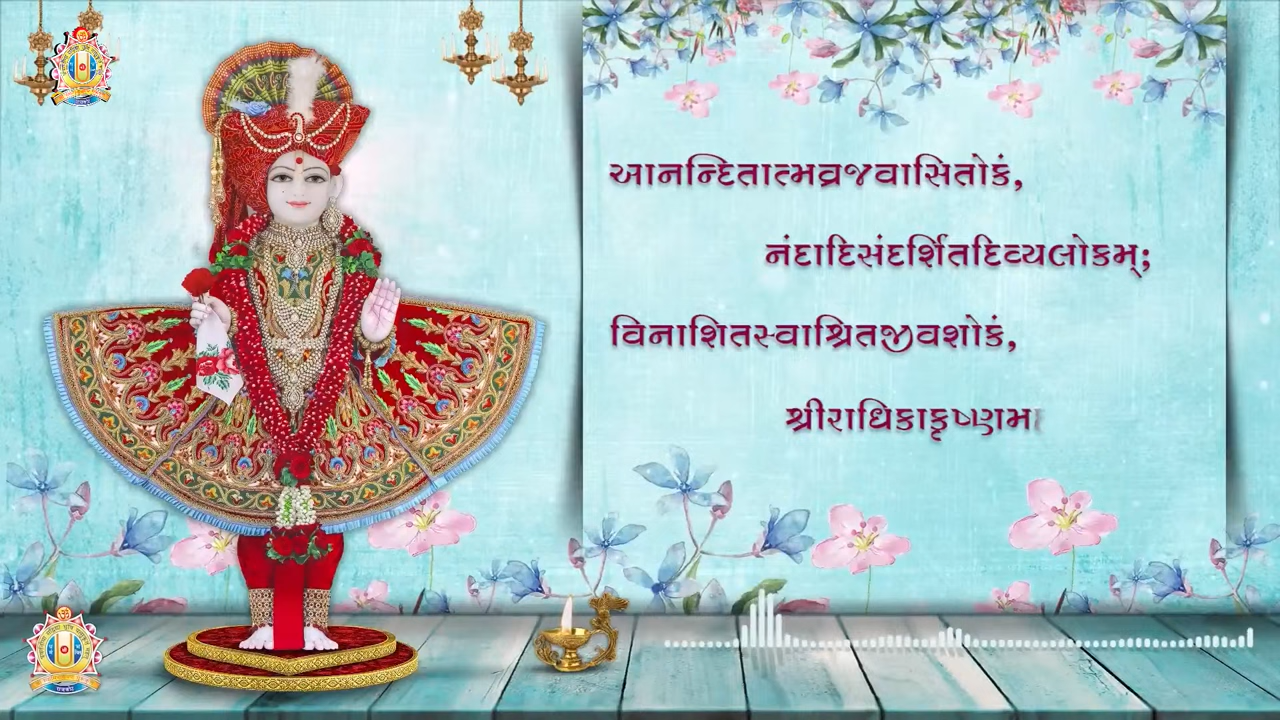 આનન્દિતાત્મવ્રજવાસિતોકં,
નંદાદિસંદર્શિતદિવ્યલોકમ્;
વિનાશિતસ્વાશ્રિતજીવશોકં,
શ્રીરાધિકાકૃષ્ણમા